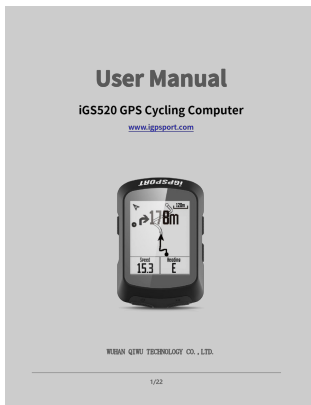 User Manual
iGS520 GPS Cycling Computer
www.igpsport.com
iGPSPORT
120m
178m
Speed
Heading
15.3
E
WUHAN QIWU TECHNOLOGY CO.,LTD.
1/22